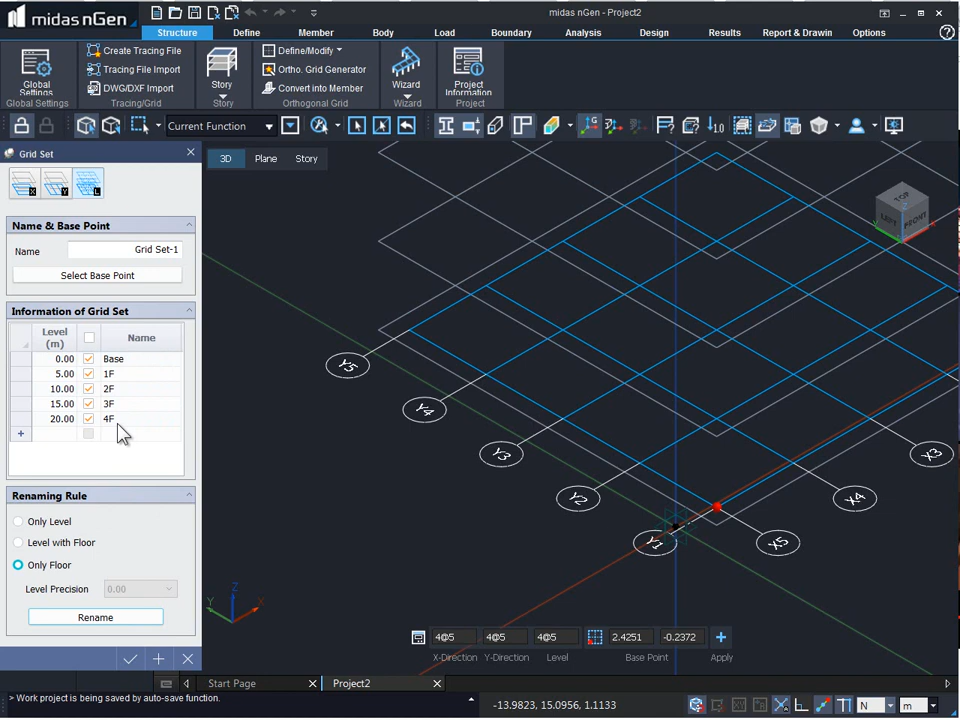 midas nGen
midas nGen - Project2
Structure Define Member Body Load Boundary Analysis Design Results Report & Drawin Options
Global Settings
Global Settings
Create Tracing File
Tracing File Import
DWG/DXF Import
Tracing/Grid
Story
Story
Define/Modify
Ortho. Grid Generator
Convert into Member
Orthogonal Grid
Wizard
Wizard
Project Information
Project
Current Function
1.0
Grid Set
X Y L
Name & Base Point
Name Grid Set-1
Select Base Point
Information of Grid Set
Level (m) Name
0.00 Base
5.00 1F
10.00 2F
15.00 3F
20.00 4F
Renaming Rule
Only Level
Level with Floor
Only Floor
Level Precision 0.00
Rename
3D Plane Story
TOP
LEFT FRONT
Y5
Y4
Y3
Y2
Y1
X3
X4
X5
Z
Y X
4@5 4@5 4@5 2.4251 -0.2372
X-Direction Y-Direction Level Base Point Apply
Start Page Project2
> Work project is being saved by auto-save function.
-13.9823, 15.0956, 1.1133
N m